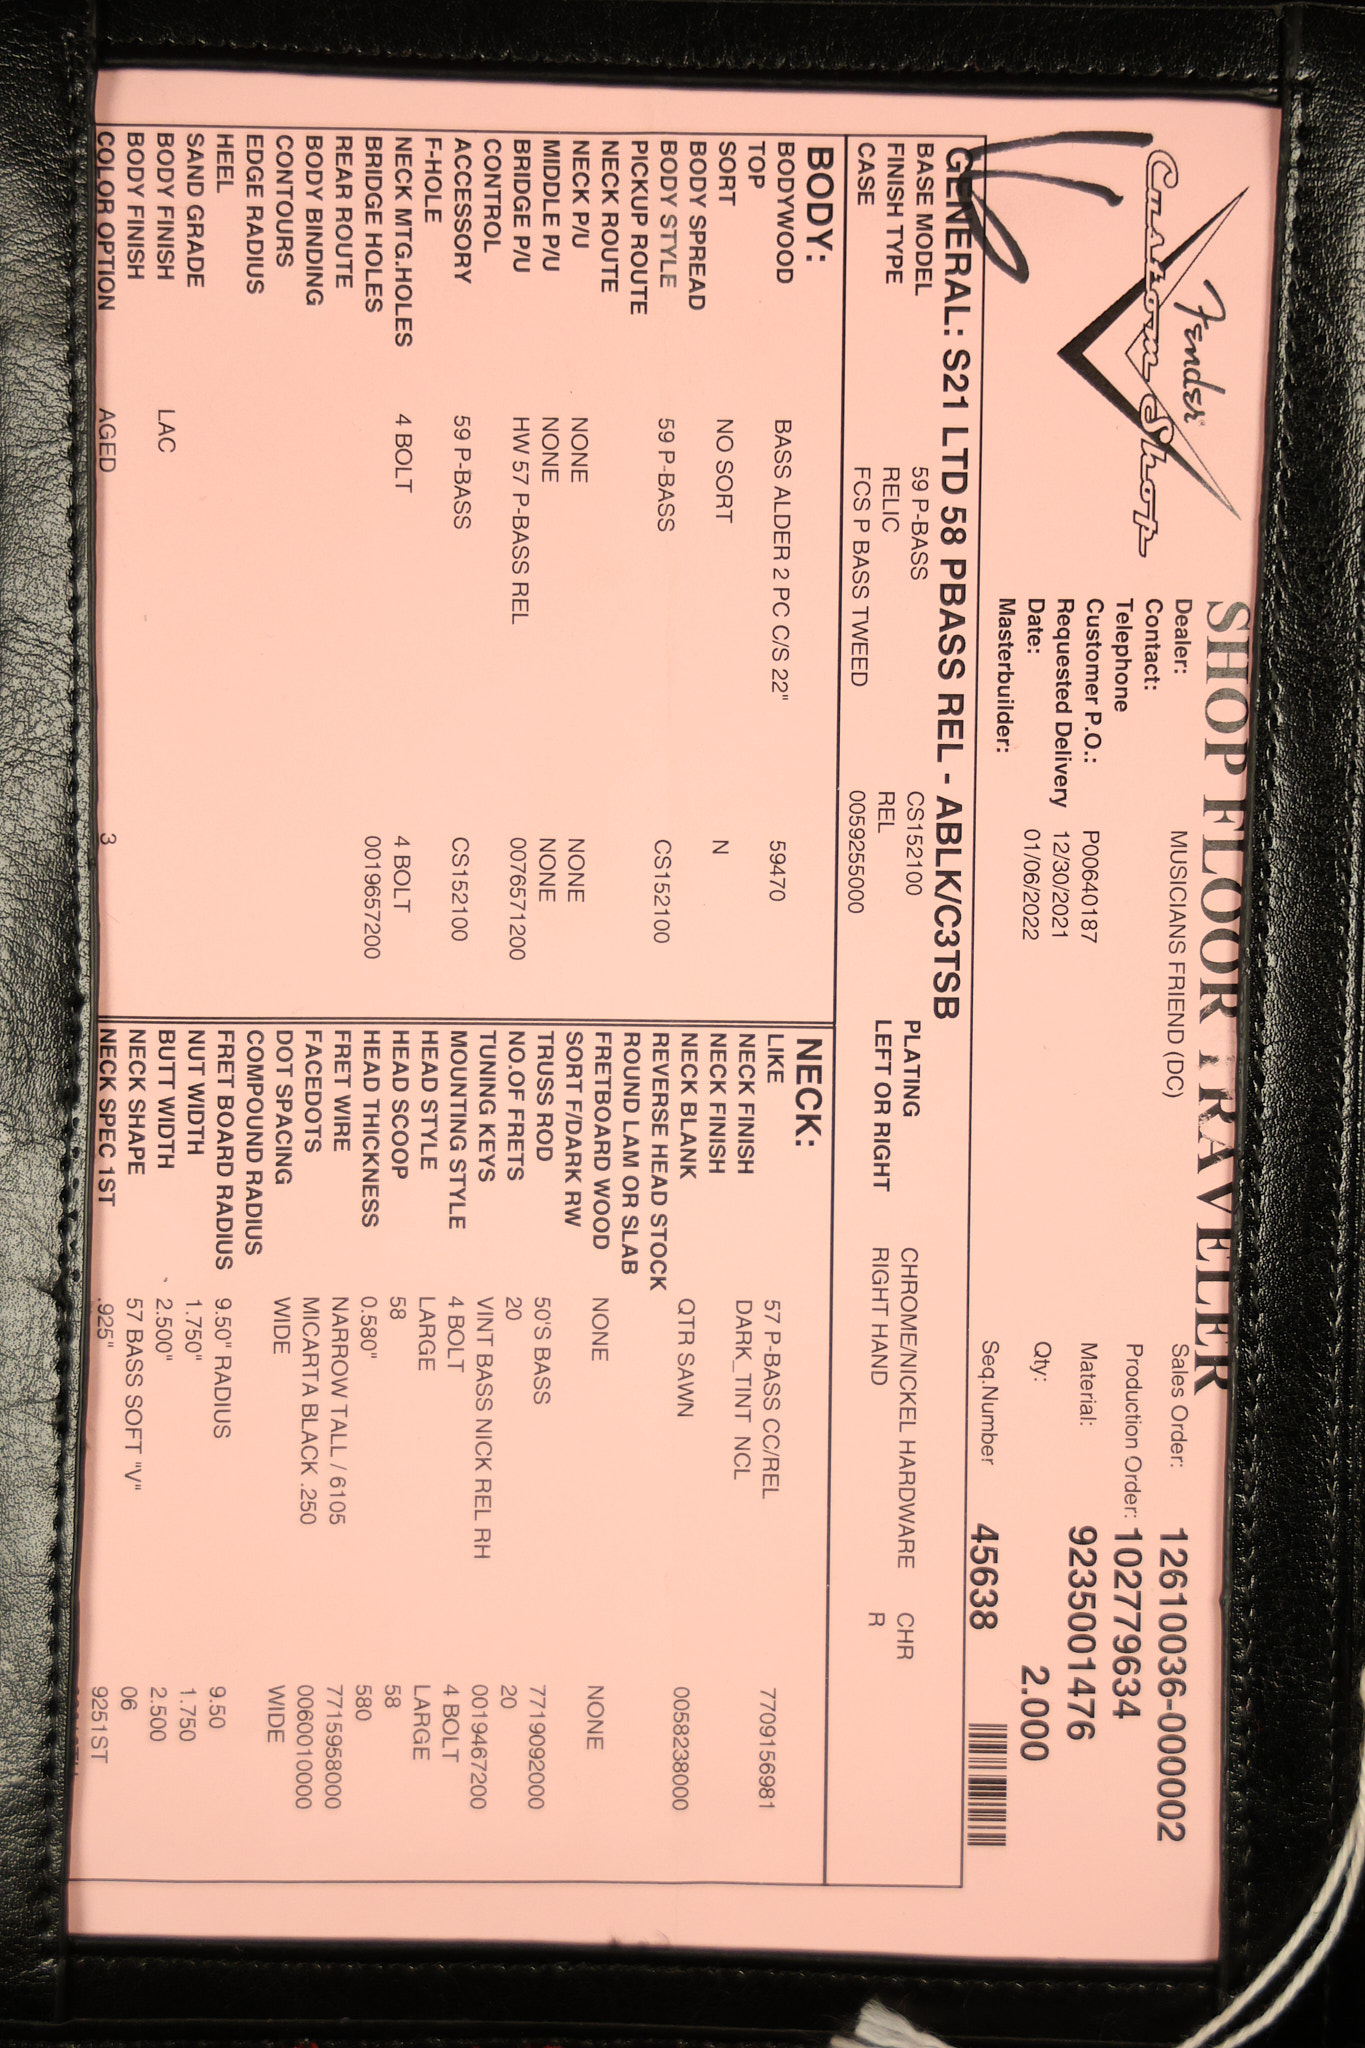 Fender
Custom Shop
SHOP FLOOR TRAVELER
Dealer: MUSICIANS FRIEND (DC)
Contact:
Telephone
Customer P.O.: P00640187
Requested Delivery 12/30/2021
Date: 01/06/2022
Masterbuilder:
Sales Order: 12610036-000002
Production Order: 102779634
Material: 9235001476
Qty: 2.000
Seq.Number 45638
GENERAL: S21 LTD 58 PBASS REL - ABLK/C3TSB
BASE MODEL 59 P-BASS CS152100 PLATING CHROME/NICKEL HARDWARE CHR
FINISH TYPE RELIC REL LEFT OR RIGHT RIGHT HAND R
CASE FCS P BASS TWEED 0059255000
BODY:
BODYWOOD BASS ALDER 2 PC C/S 22" 59470
TOP
SORT NO SORT N
BODY SPREAD
BODY STYLE 59 P-BASS CS152100
PICKUP ROUTE
NECK ROUTE
NECK P/U NONE NONE
MIDDLE P/U NONE NONE
BRIDGE P/U HW 57 P-BASS REL 0076571200
CONTROL
ACCESSORY 59 P-BASS CS152100
F-HOLE
NECK MTG.HOLES 4 BOLT 4 BOLT
BRIDGE HOLES 0019657200
REAR ROUTE
BODY BINDING
CONTOURS
EDGE RADIUS
HEEL
SAND GRADE
BODY FINISH LAC
BODY FINISH
COLOR OPTION AGED 3
NECK:
LIKE 57 P-BASS CC/REL 7709156981
NECK FINISH DARK_TINT NCL
NECK FINISH
NECK BLANK QTR SAWN 0058238000
REVERSE HEAD STOCK
ROUND LAM OR SLAB
FRETBOARD WOOD NONE NONE
SORT F/DARK RW
TRUSS ROD 50'S BASS 7719092000
NO.OF FRETS 20 20
TUNING KEYS VINT BASS NICK REL RH 0019467200
MOUNTING STYLE 4 BOLT 4 BOLT
HEAD STYLE LARGE LARGE
HEAD SCOOP 58 58
HEAD THICKNESS 0.580" 580
FRET WIRE NARROW TALL / 6105 7715958000
FACEDOTS MICARTA BLACK .250 0060010000
DOT SPACING WIDE WIDE
COMPOUND RADIUS
FRET BOARD RADIUS 9.50" RADIUS 9.50
NUT WIDTH 1.750" 1.750
BUTT WIDTH 2.500" 2.500
NECK SHAPE 57 BASS SOFT "V" 06
NECK SPEC 1ST .925" 9251ST